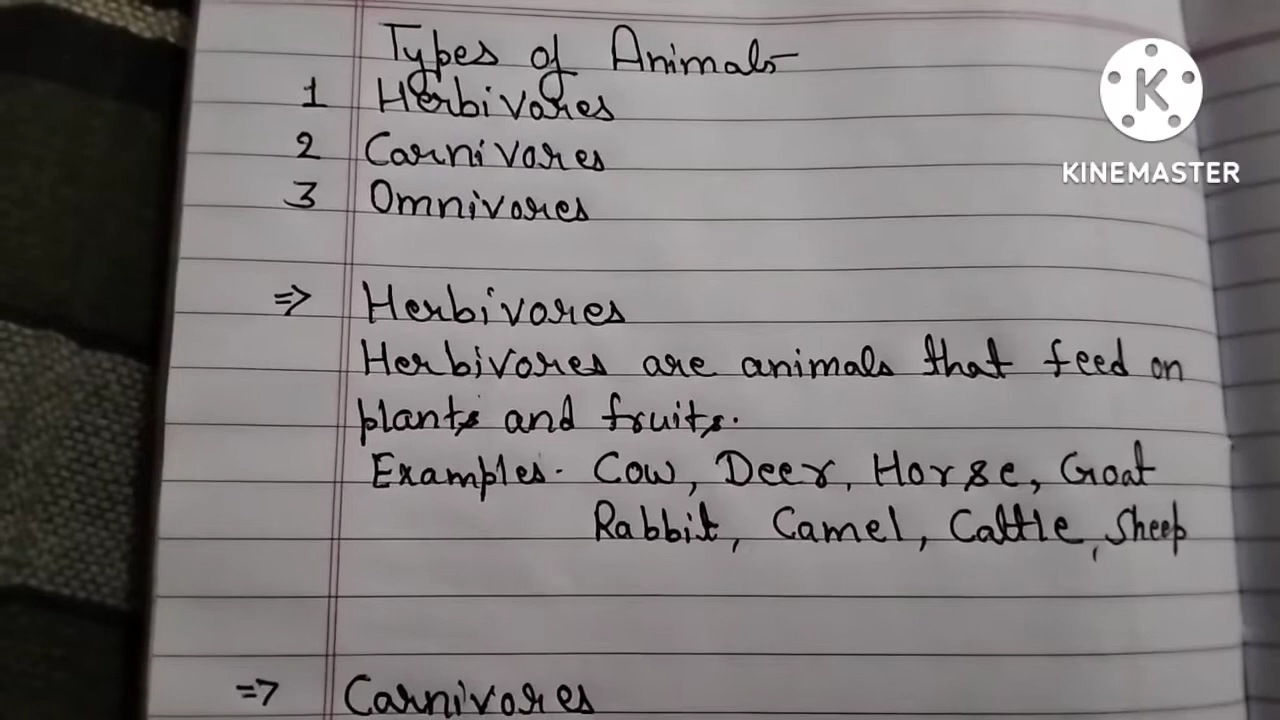 Types of Animals
1 Herbivores
2 Carnivores
3 Omnivores
=> Herbivores
Herbivores are animals that feed on
plants and fruits.
Examples. Cow, Deer, Horse, Goat
Rabbit, Camel, Cattle, Sheep
=> Carnivores
K
KINEMASTER